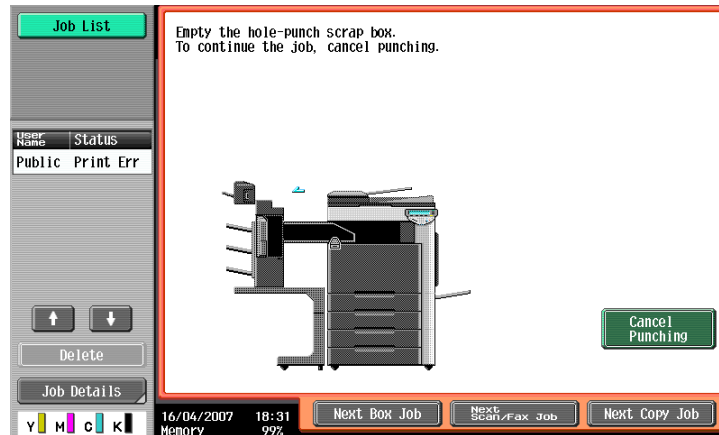 Job List
Empty the hole-punch scrap box.
To continue the job, cancel punching.
User Name Status
Public Print Err
Cancel Punching
Delete
Job Details
Y M C K
16/04/2007 18:31
Memory 99%
Next Box Job
Next Scan/Fax Job
Next Copy Job